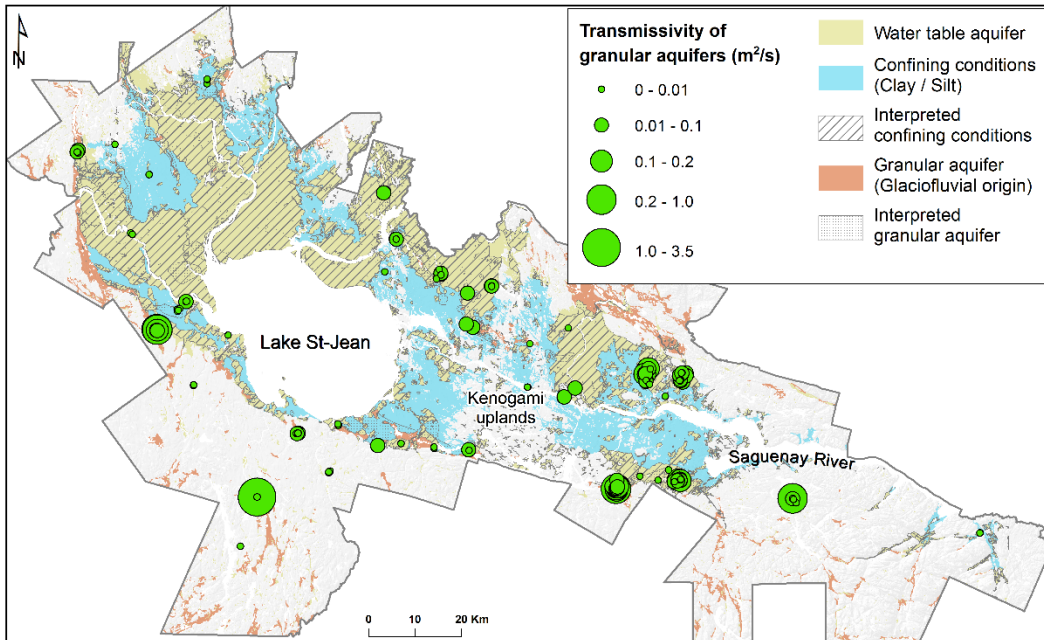 N
Transmissivity of
granular aquifers (m²/s)
0 - 0.01
0.01 - 0.1
0.1 - 0.2
0.2 - 1.0
1.0 - 3.5
Water table aquifer
Confining conditions
(Clay / Silt)
Interpreted
confining conditions
Granular aquifer
(Glaciofluvial origin)
Interpreted
granular aquifer
Lake St-Jean
Kenogami
uplands
Saguenay River
0 10 20 Km